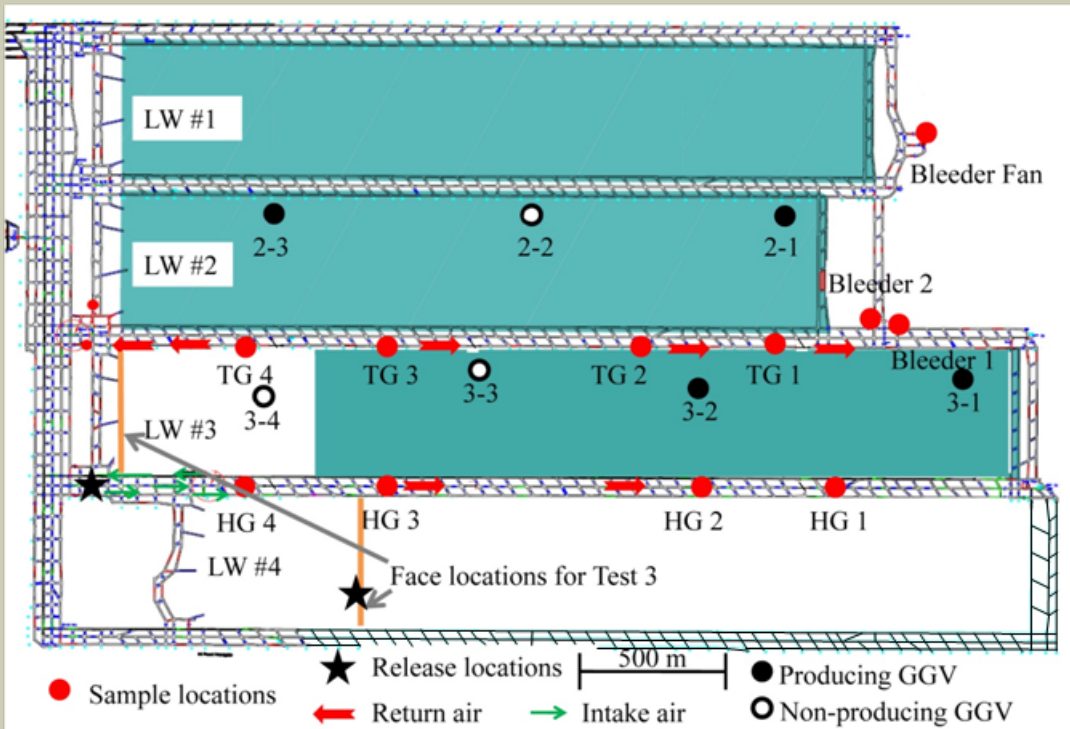 LW #1
Bleeder Fan
2-3
2-2
2-1
LW #2
Bleeder 2
TG 4
TG 3
TG 2
TG 1
Bleeder 1
3-4
3-3
3-2
3-1
LW #3
HG 4
HG 3
HG 2
HG 1
LW #4
Face locations for Test 3
Sample locations
Release locations
500 m
Producing GGV
Return air
Intake air
Non-producing GGV